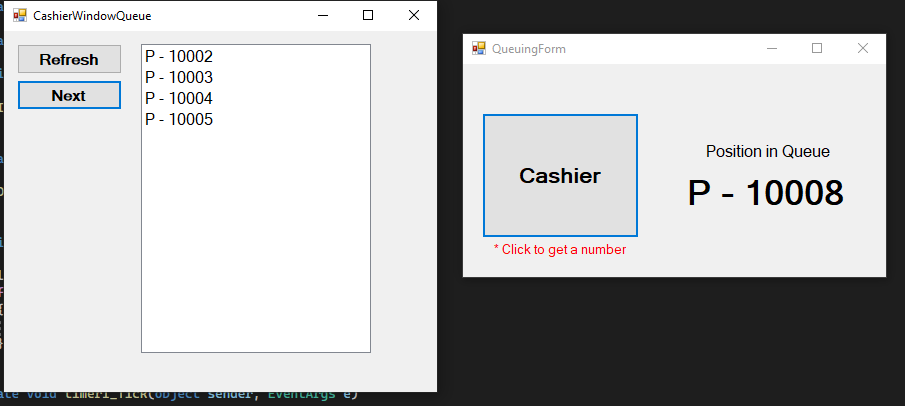 CashierWindowQueue
Refresh
Next
P - 10002
P - 10003
P - 10004
P - 10005
QueuingForm
Cashier
* Click to get a number
Position in Queue
P - 10008
void timer1_Tick(object sender, EventArgs e)